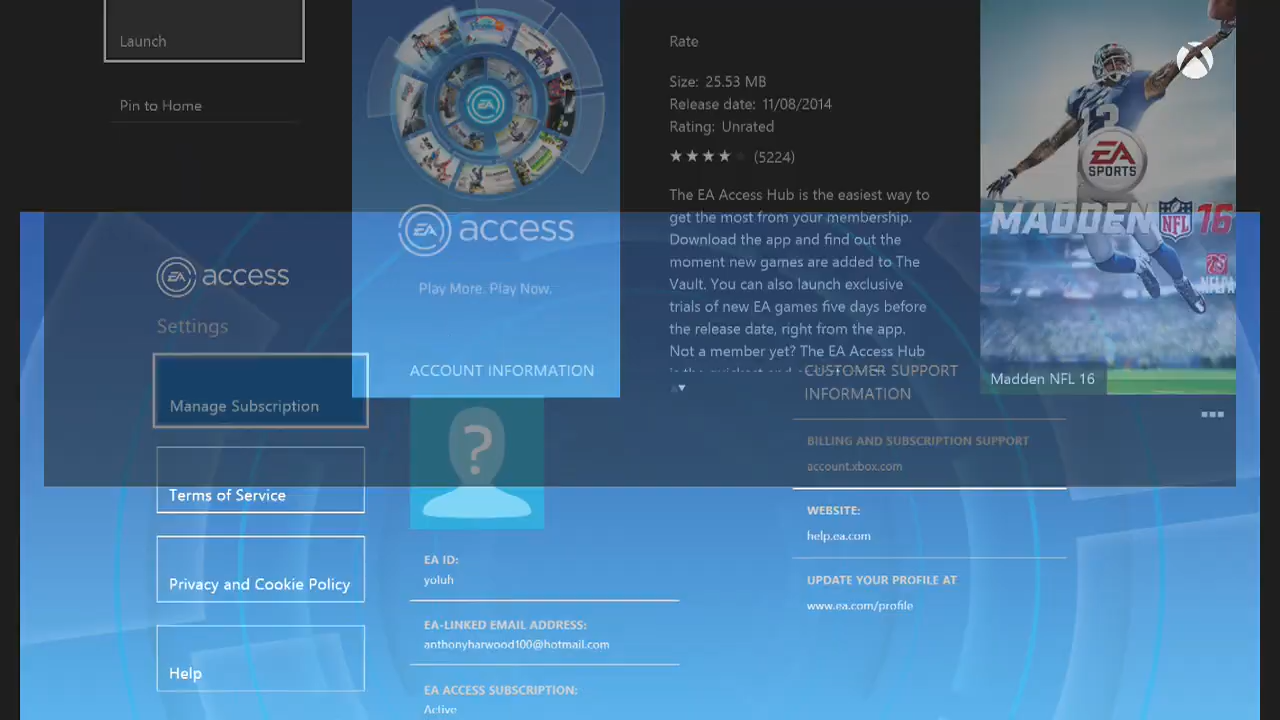 Launch
Pin to Home
EA
EA access
Play More. Play Now.
Rate
Size: 25.53 MB
Release date: 11/08/2014
Rating: Unrated
(5224)
The EA Access Hub is the easiest way to
get the most from your membership.
Download the app and find out the
moment new games are added to The
Vault. You can also launch exclusive
trials of new EA games five days before
the release date, right from the app.
Not a member yet? The EA Access Hub
13
EA
SPORTS
MADDEN NFL 16
NFL
Madden NFL 16
EA access
Settings
Manage Subscription
Terms of Service
Privacy and Cookie Policy
Help
ACCOUNT INFORMATION
?
EA ID:
yoluh
EA-LINKED EMAIL ADDRESS:
anthonyharwood100@hotmail.com
EA ACCESS SUBSCRIPTION:
Active
CUSTOMER SUPPORT
INFORMATION
BILLING AND SUBSCRIPTION SUPPORT
account.xbox.com
WEBSITE:
help.ea.com
UPDATE YOUR PROFILE AT
www.ea.com/profile